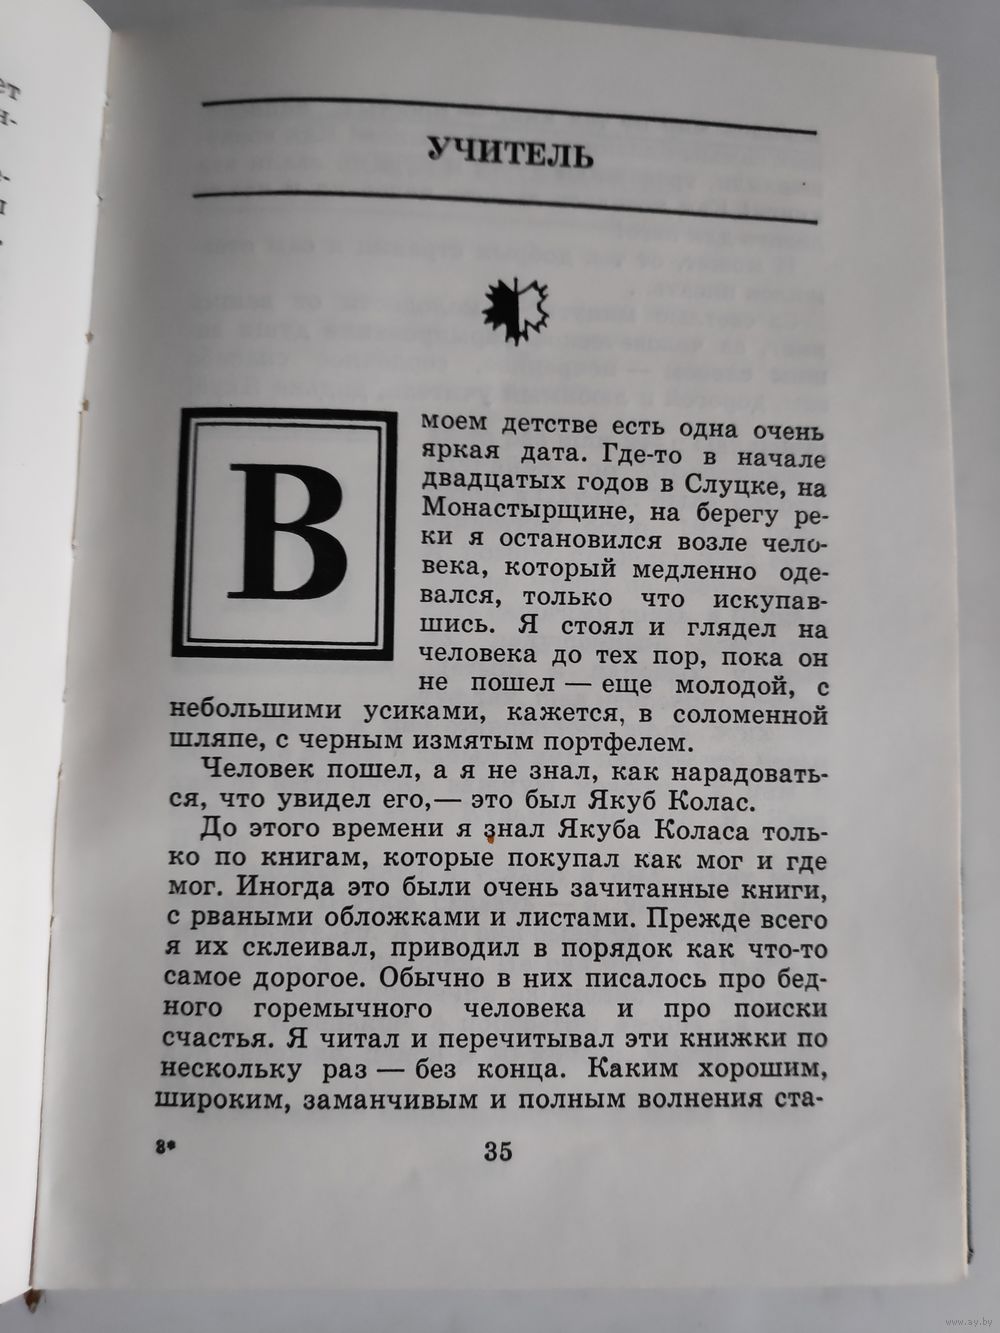 УЧИТЕЛЬ
В
моем детстве есть одна очень
яркая дата. Где-то в начале
двадцатых годов в Слуцке, на
Монастырщине, на берегу ре-
ки я остановился возле чело-
века, который медленно оде-
вался, только что искупав-
шись. Я стоял и глядел на
человека до тех пор, пока он
не пошел — еще молодой, с
небольшими усиками, кажется, в соломенной
шляпе, с черным измятым портфелем.
Человек пошел, а я не знал, как нарадовать-
ся, что увидел его,— это был Якуб Колас.
До этого времени я знал Якуба Коласа толь-
ко по книгам, которые покупал как мог и где
мог. Иногда это были очень зачитанные книги,
с рваными обложками и листами. Прежде всего
я их склеивал, приводил в порядок как что-то
самое дорогое. Обычно в них писалось про бед-
ного горемычного человека и про поиски
счастья. Я читал и перечитывал эти книжки по
нескольку раз — без конца. Каким хорошим,
широким, заманчивым и полным волнения ста-
8* 35
www.ay.by